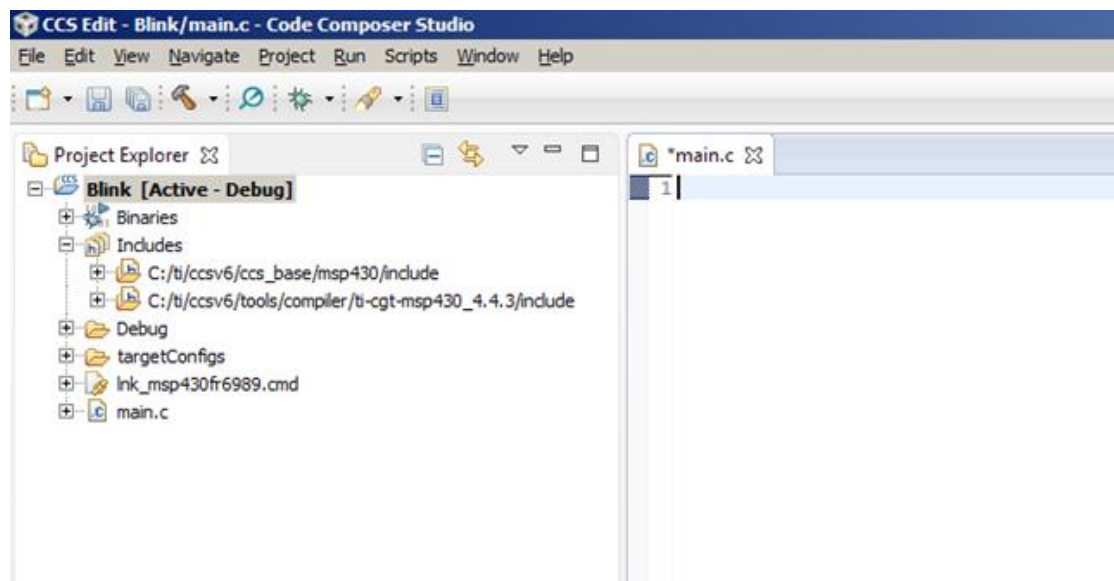 CCS Edit - Blink/main.c - Code Composer Studio
File Edit View Navigate Project Run Scripts Window Help
Project Explorer
Blink [Active - Debug]
Binaries
Includes
C:/ti/ccsv6/ccs_base/msp430/include
C:/ti/ccsv6/tools/compiler/ti-cgt-msp430_4.4.3/include
Debug
targetConfigs
lnk_msp430fr6989.cmd
main.c
*main.c
1